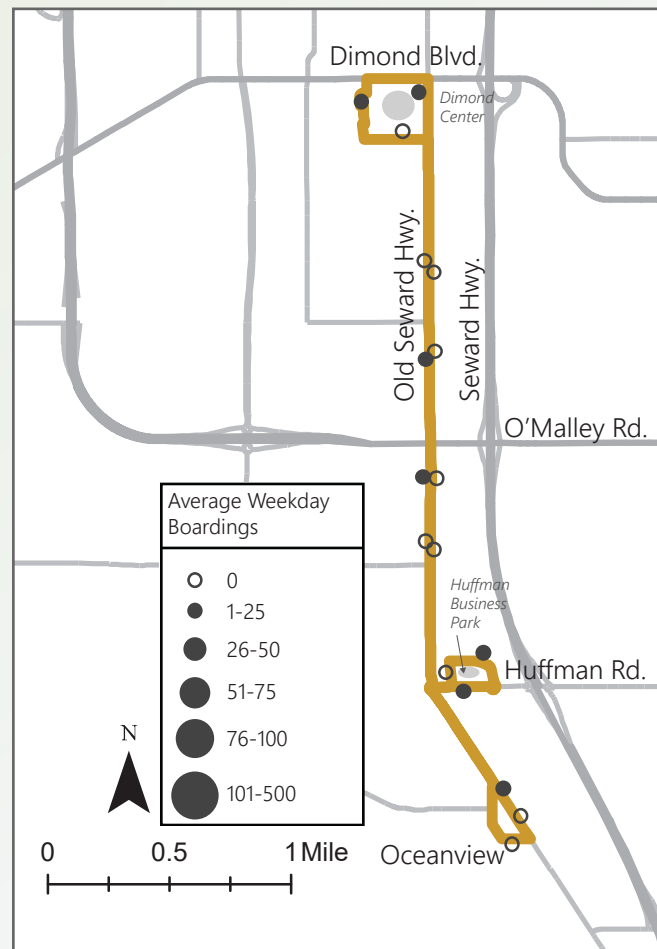 Dimond Blvd.
Dimond
Center
Old Seward Hwy.
Seward Hwy.
O'Malley Rd.
Average Weekday
Boardings
0
1-25
26-50
51-75
76-100
101-500
Huffman
Business
Park
Huffman Rd.
N
0 0.5 1 Mile
Oceanview